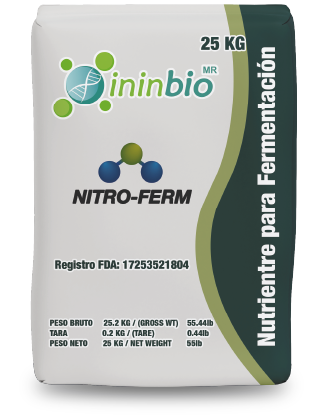 25 KG
ininbio MR
NITRO-FERM
Registro FDA: 17253521804
PESO BRUTO 25.2 KG / (GROSS WT) 55.44lb
TARA 0.2 KG / (TARE) 0.44lb
PESO NETO 25 KG / NET WEIGHT 55lb
Nutrientre para Fermentación